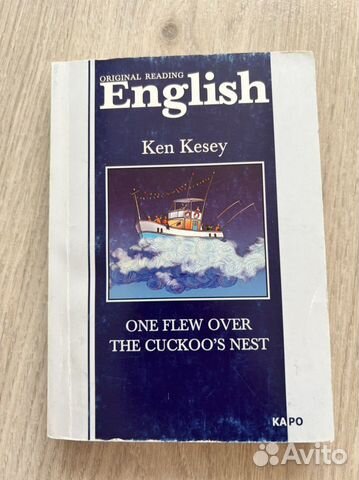 ORIGINAL READING
English
Ken Kesey
ONE FLEW OVER
THE CUCKOO'S NEST
КАРО
Avito